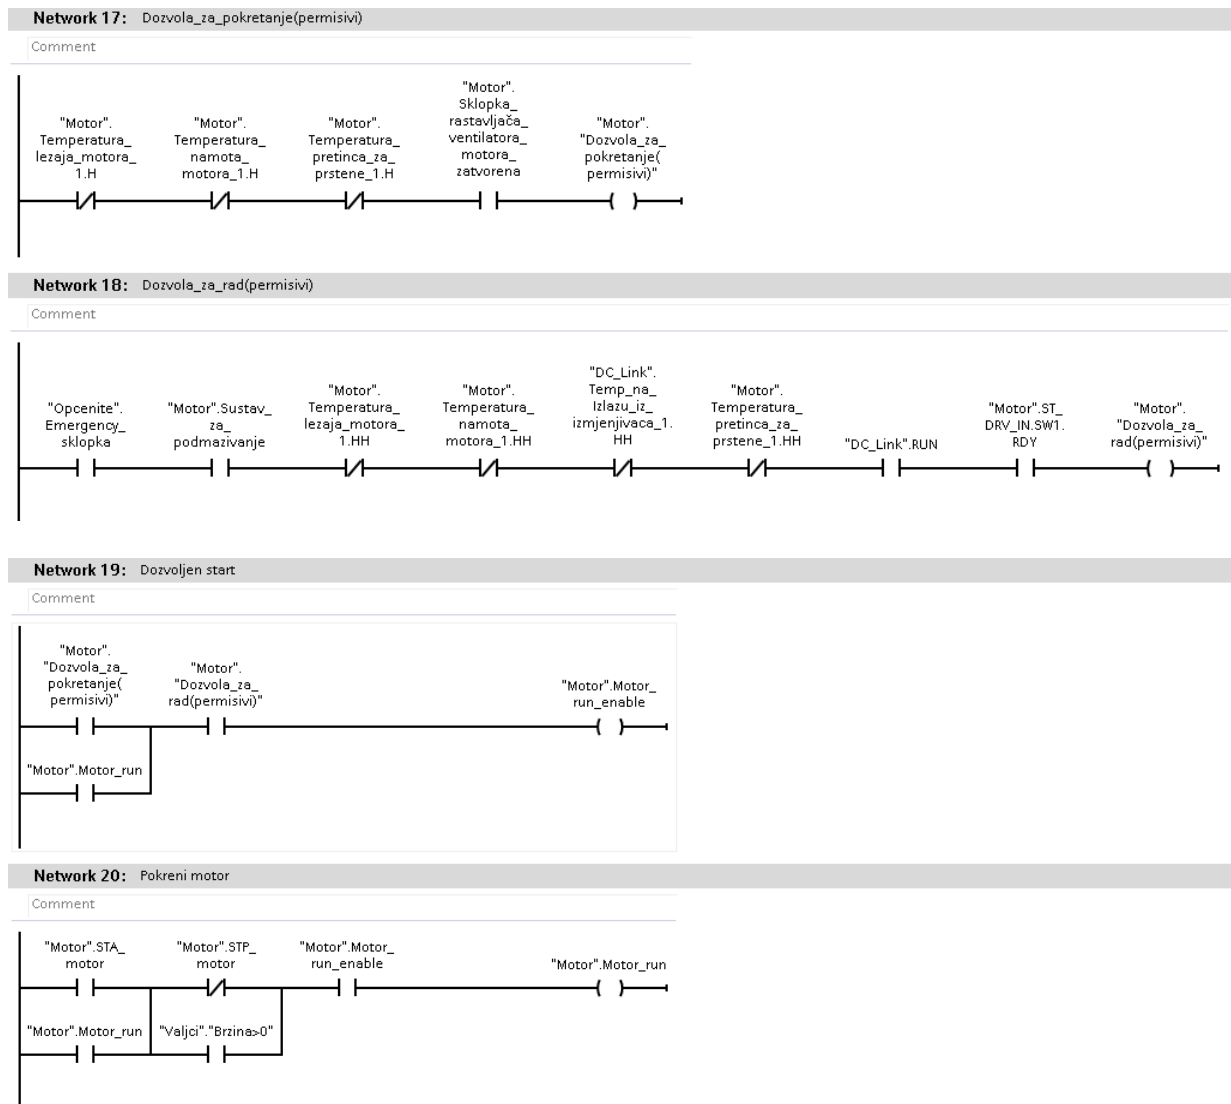 Network 17: Dozvola_za_pokretanje(permisivi)
Comment
"Motor".
Temperatura_
lezaja_motora_
1.H
"Motor".
Temperatura_
namota_
motora_1.H
"Motor".
Temperatura_
pretinca_za_
prstene_1.H
"Motor".
Sklopka_
rastavljača_
ventilatora_
motora_
zatvorena
"Motor".
"Dozvola_za_
pokretanje(
permisivi)"
Network 18: Dozvola_za_rad(permisivi)
Comment
"Opcenite".
Emergency_
sklopka
"Motor".Sustav_
za_
podmazivanje
"Motor".
Temperatura_
lezaja_motora_
1.HH
"Motor".
Temperatura_
namota_
motora_1.HH
"DC_Link".
Temp_na_
Izlazu_iz_
izmjenjivaca_1.
HH
"Motor".
Temperatura_
pretinca_za_
prstene_1.HH
"DC_Link".RUN
"Motor".ST_
DRV_IN.SW1.
RDY
"Motor".
"Dozvola_za_
rad(permisivi)"
Network 19: Dozvoljen start
Comment
"Motor".
"Dozvola_za_
pokretanje(
permisivi)"
"Motor".
"Dozvola_za_
rad(permisivi)"
"Motor".Motor_
run_enable
"Motor".Motor_run
Network 20: Pokreni motor
Comment
"Motor".STA_
motor
"Motor".STP_
motor
"Motor".Motor_
run_enable
"Motor".Motor_run
"Motor".Motor_run
"Valjci"."Brzina>0"